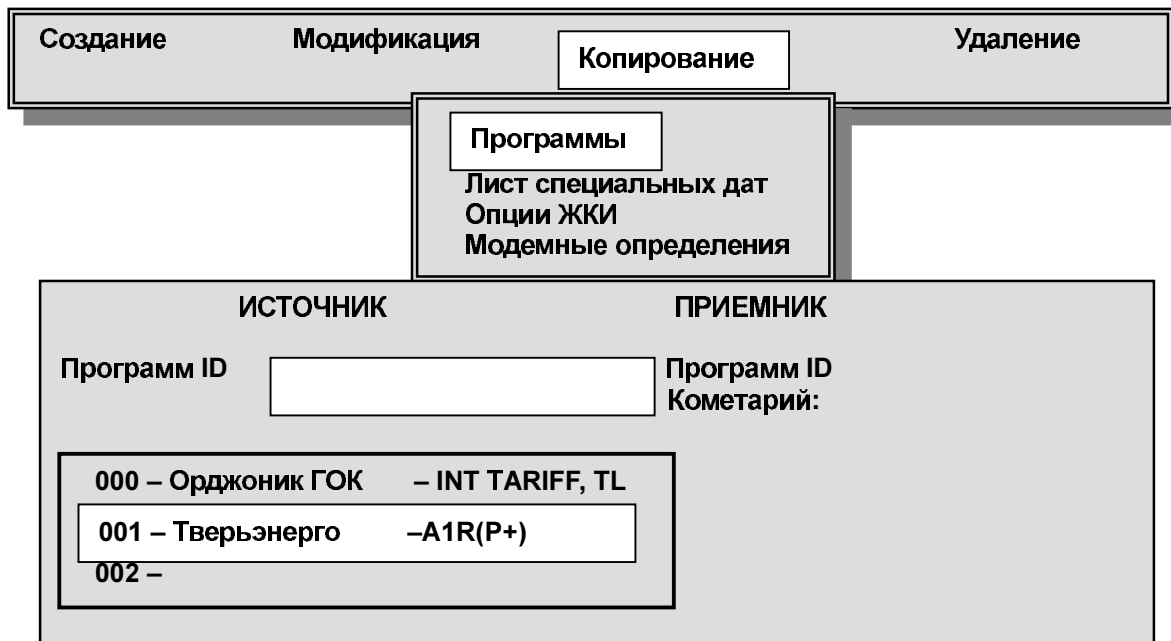 Создание Модификация Копирование Удаление
Программы
Лист специальных дат
Опции ЖКИ
Модемные определения
ИСТОЧНИК ПРИЕМНИК
Программ ID Программ ID
Кометарий:
000 – Орджоник ГОК – INT TARIFF, TL
001 – Тверьэнерго –A1R(P+)
002 –